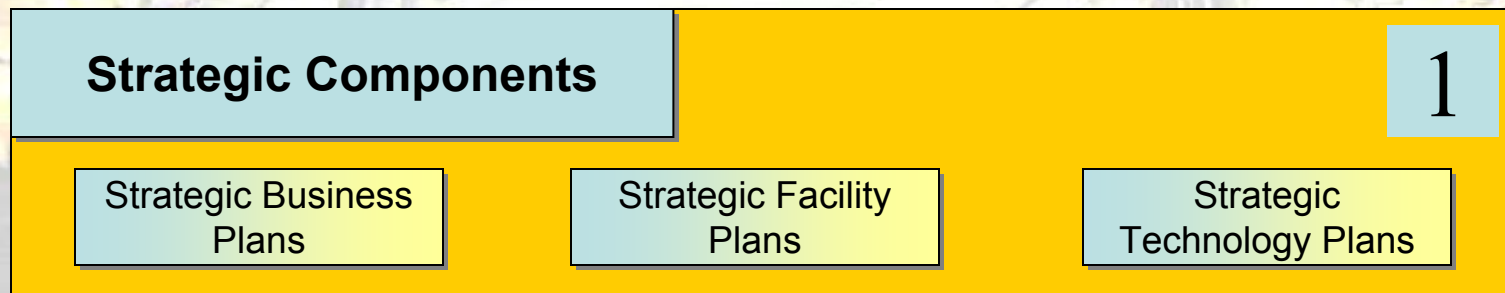 Strategic Components
1
Strategic Business
Plans
Strategic Facility
Plans
Strategic
Technology Plans